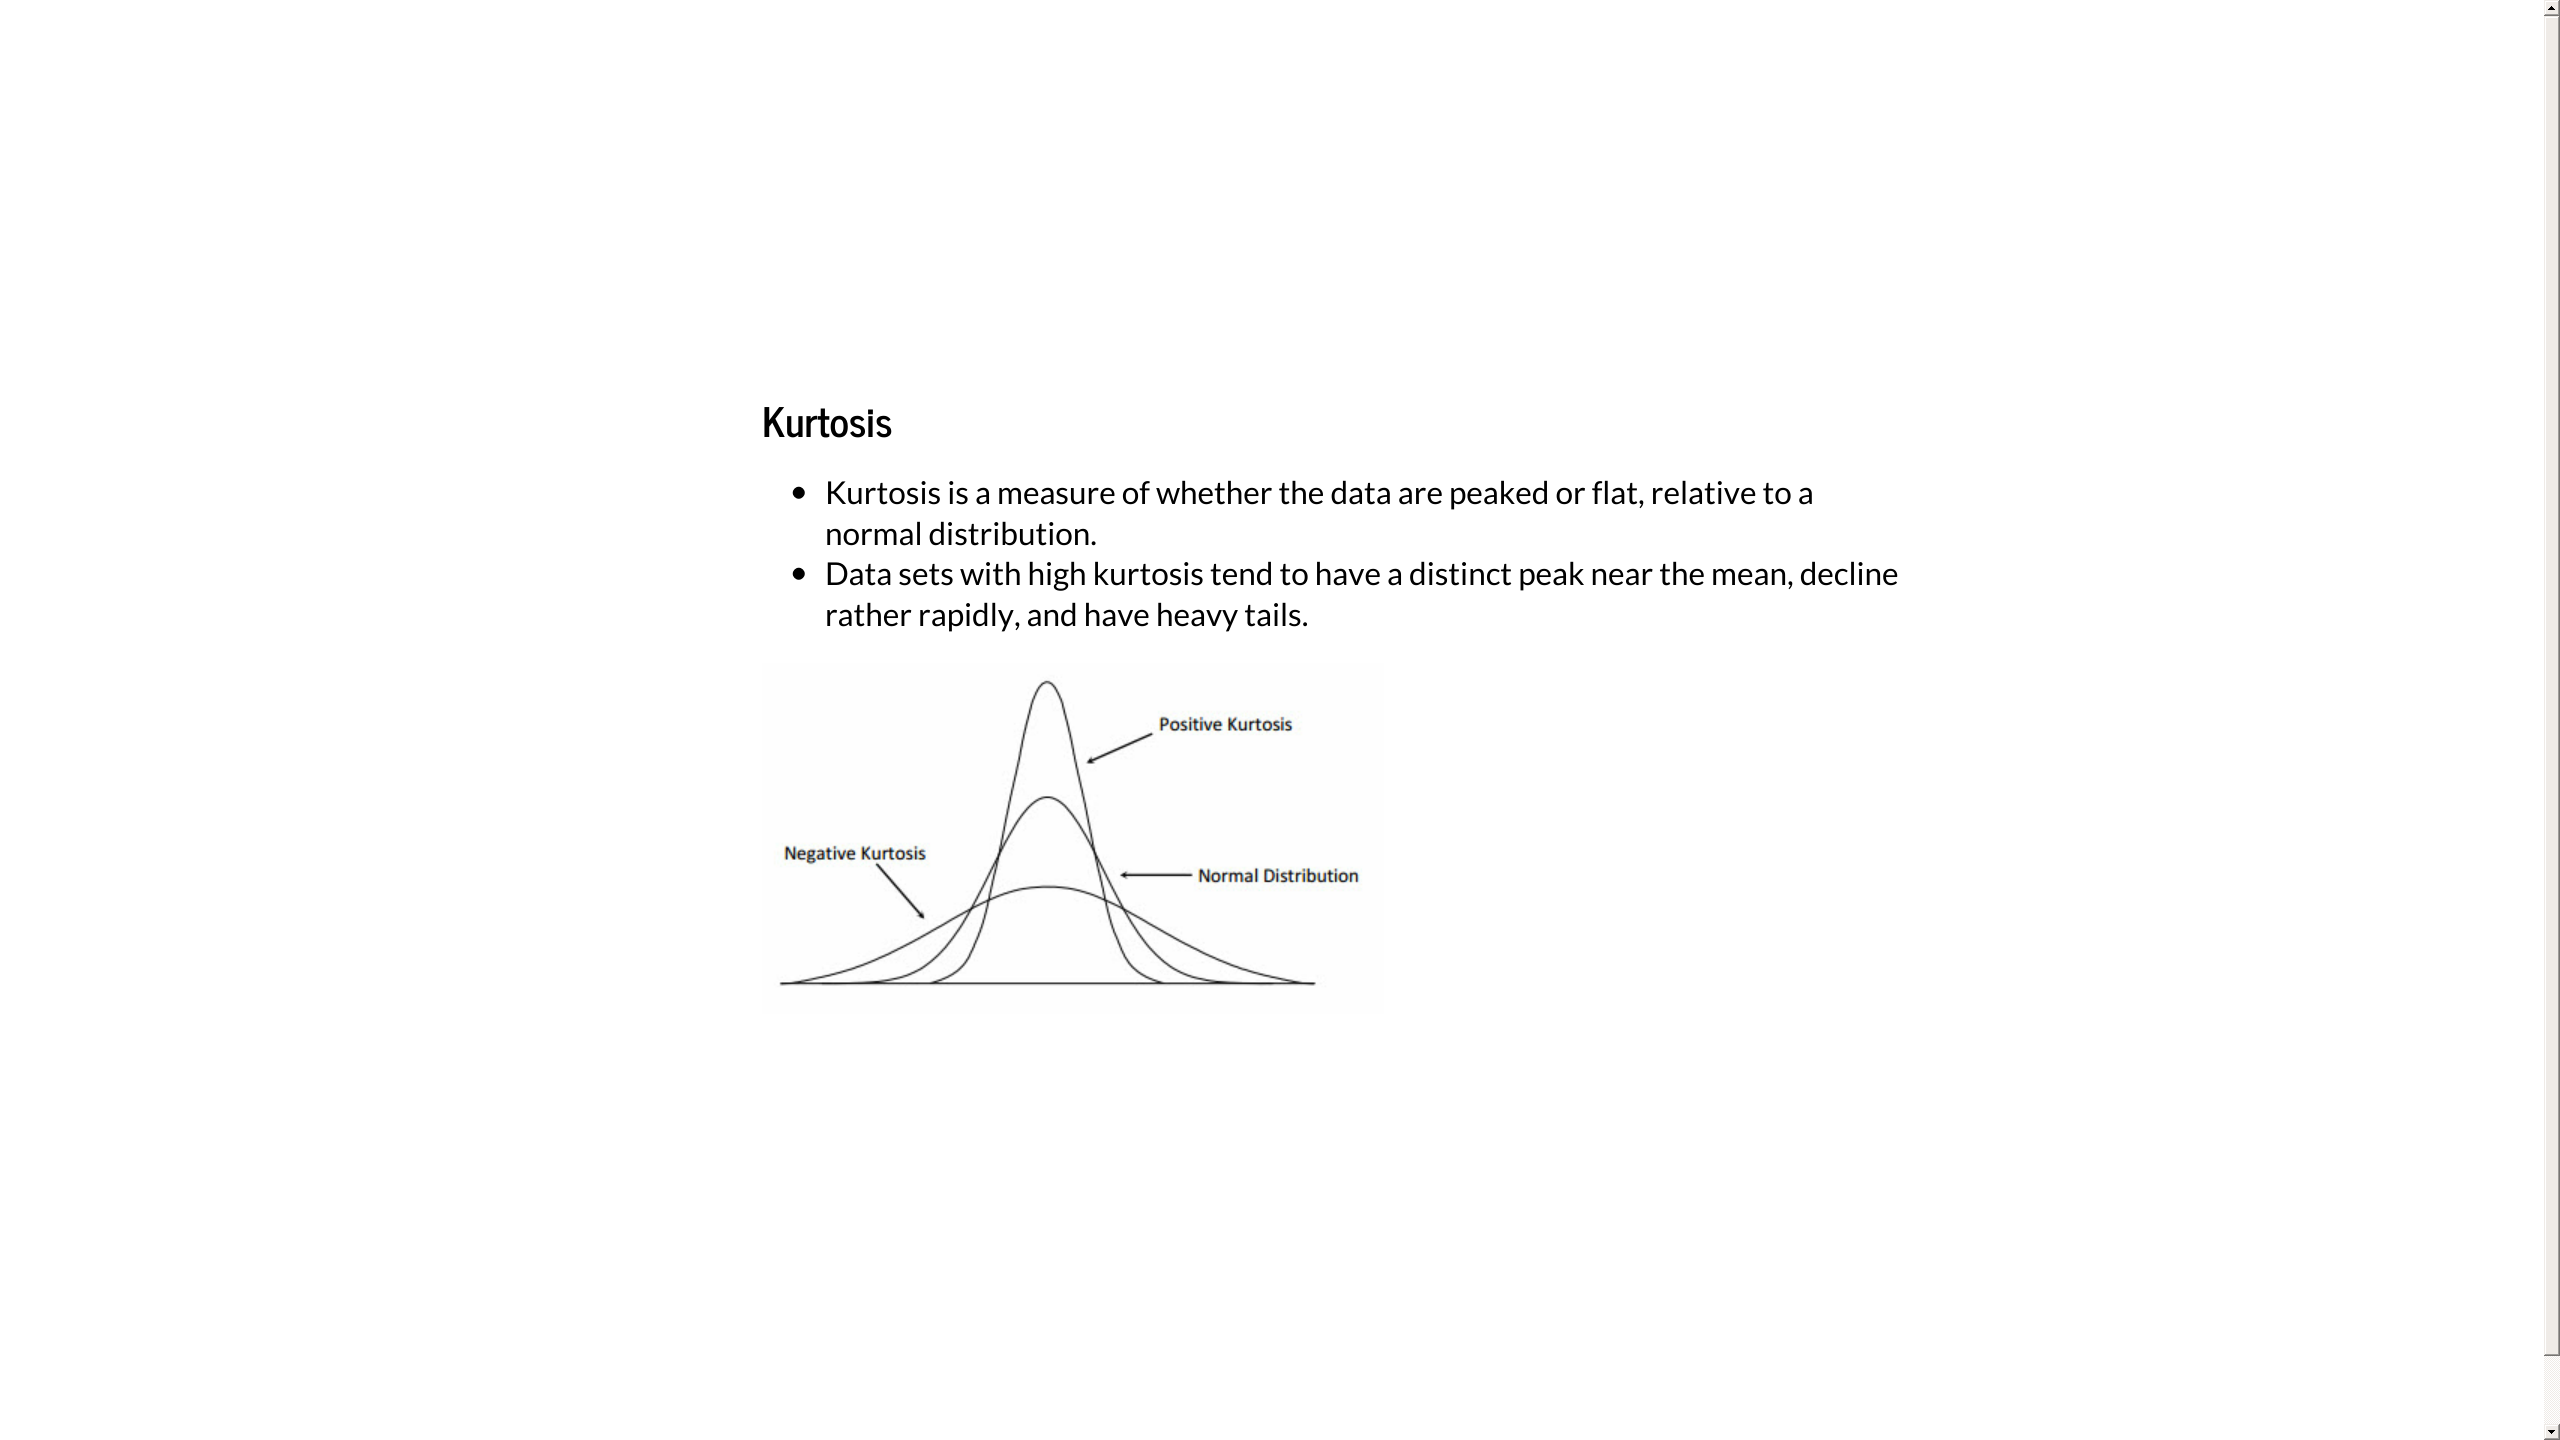 Kurtosis
Kurtosis is a measure of whether the data are peaked or flat, relative to a
normal distribution.
Data sets with high kurtosis tend to have a distinct peak near the mean, decline
rather rapidly, and have heavy tails.
Positive Kurtosis
Negative Kurtosis
Normal Distribution